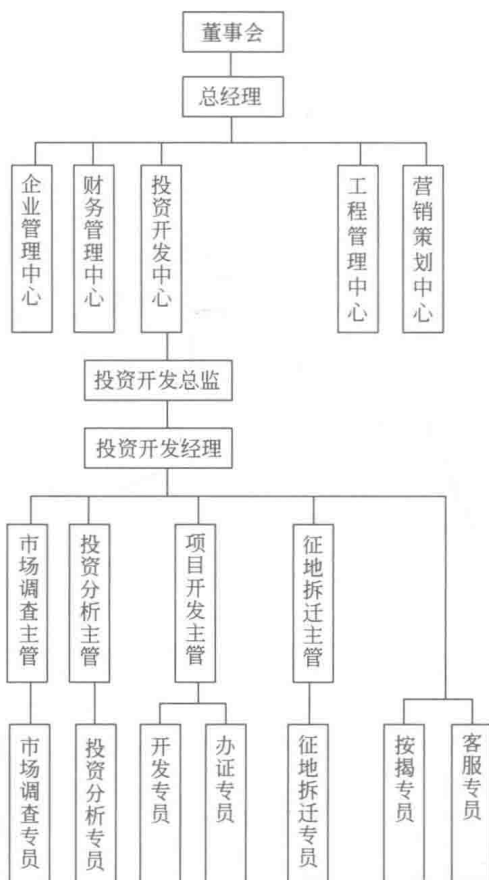 董事会
总经理
企业管理中心
财务管理中心
投资开发中心
工程管理中心
营销策划中心
投资开发总监
投资开发经理
市场调查主管
投资分析主管
项目开发主管
征地拆迁主管
市场调查专员
投资分析专员
开发专员
办证专员
征地拆迁专员
按揭专员
客服专员